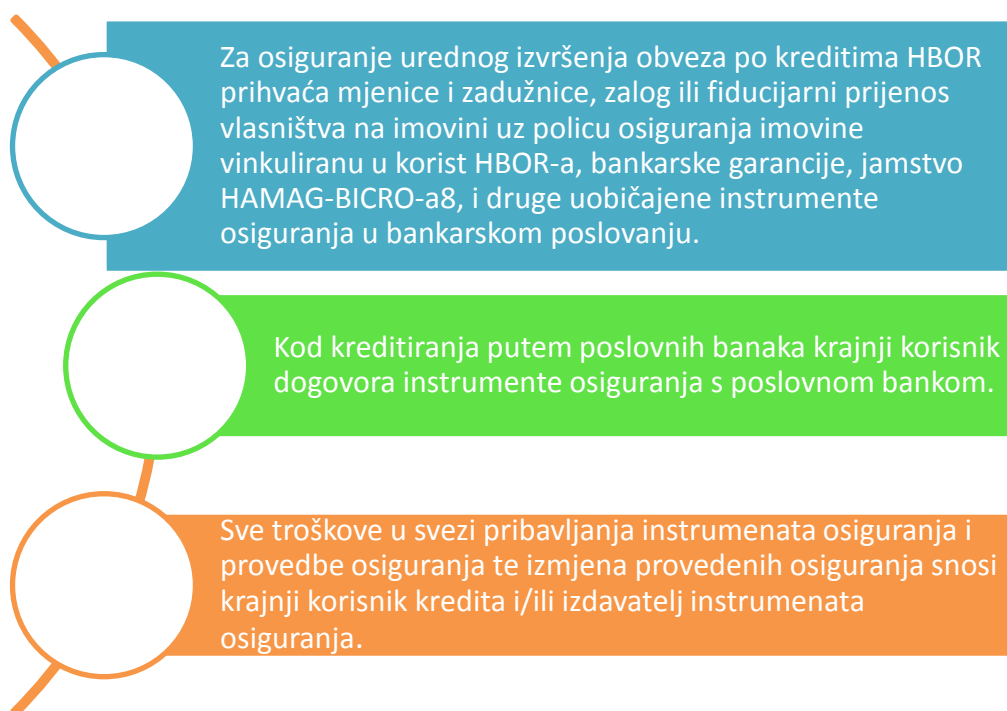 Za osiguranje urednog izvršenja obveza po kreditima HBOR
prihvaća mjenice i zadužnice, zalog ili fiducijarni prijenos
vlasništva na imovini uz policu osiguranja imovine
vinkuliranu u korist HBOR-a, bankarske garancije, jamstvo
HAMAG-BICRO-a8, i druge uobičajene instrumente
osiguranja u bankarskom poslovanju.
Kod kreditiranja putem poslovnih banaka krajnji korisnik
dogovora instrumente osiguranja s poslovnom bankom.
Sve troškove u svezi pribavljanja instrumenata osiguranja i
provedbe osiguranja te izmjena provedenih osiguranja snosi
krajnji korisnik kredita i/ili izdavatelj instrumenata
osiguranja.